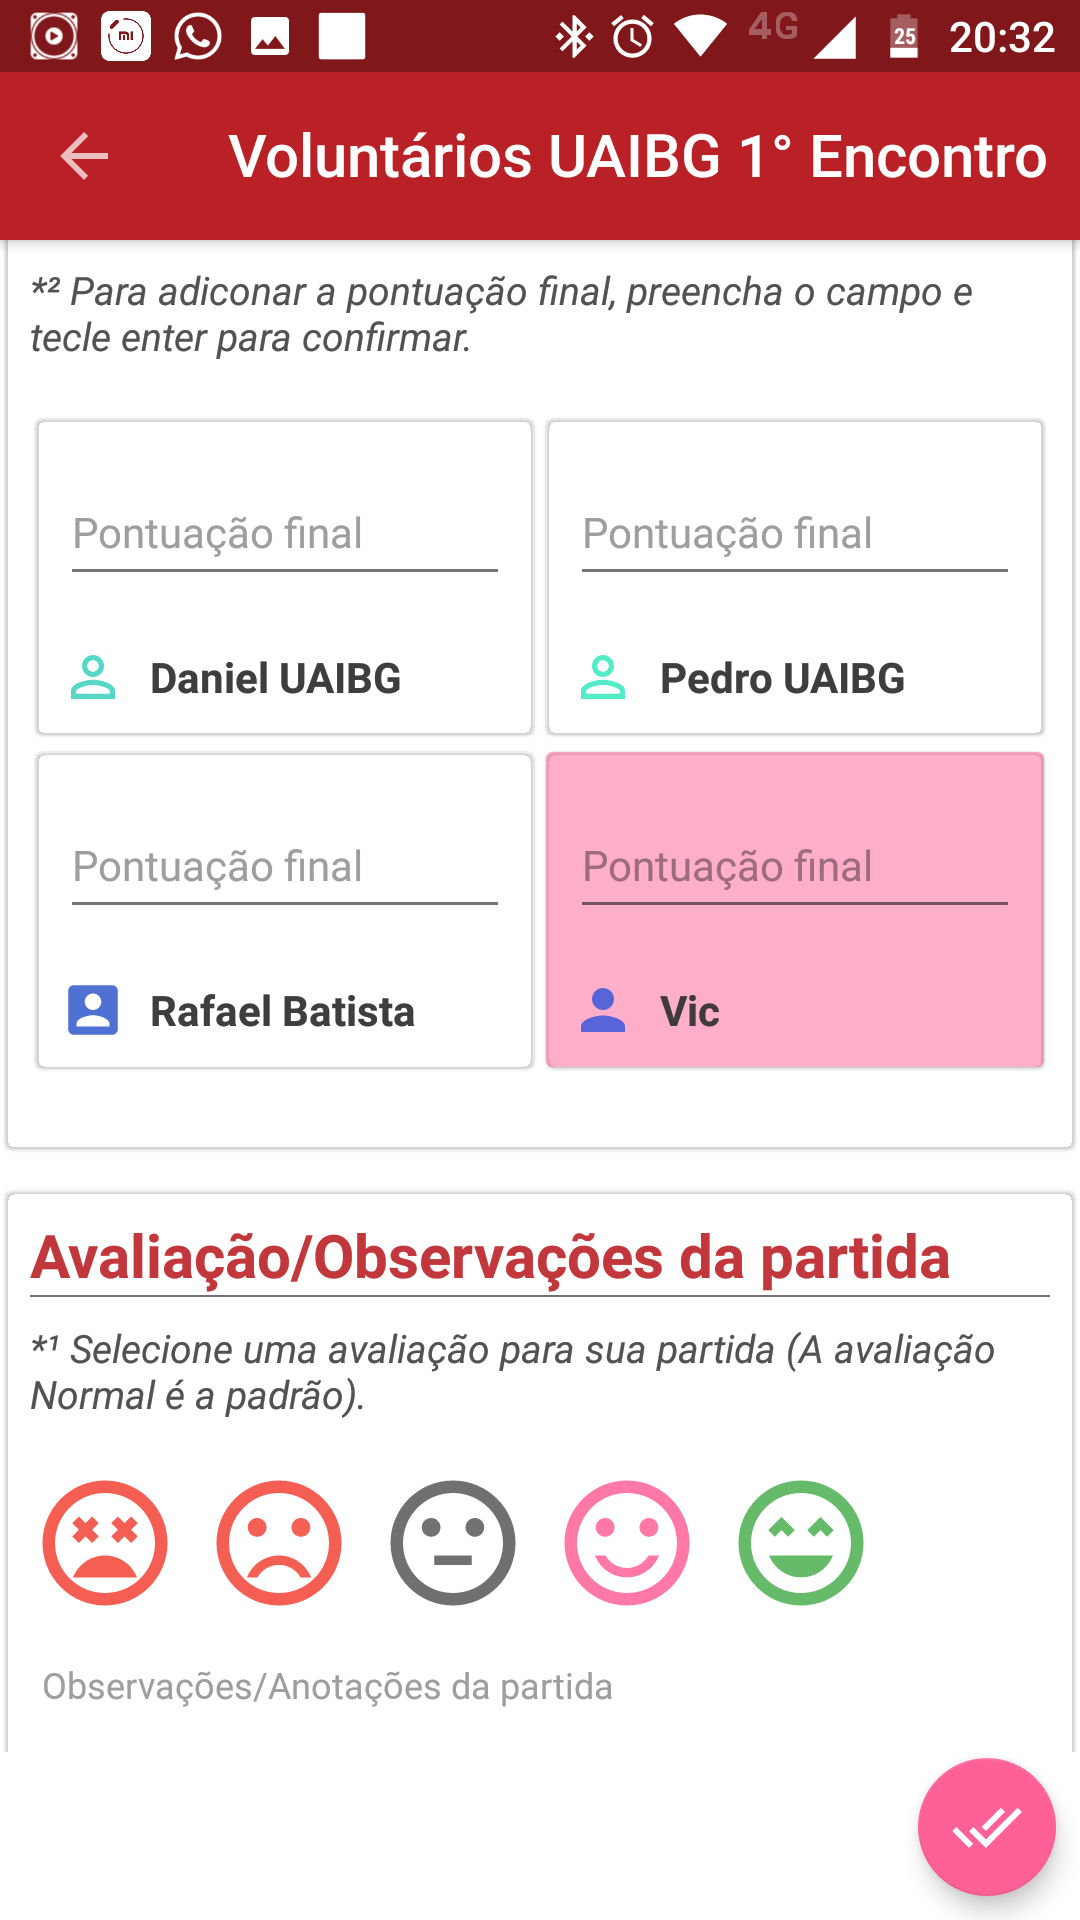 4G
25
20:32
Voluntários UAIBG 1° Encontro
*² Para adiconar a pontuação final, preencha o campo e
tecle enter para confirmar.
Pontuação final
Pontuação final
Daniel UAIBG
Pedro UAIBG
Pontuação final
Pontuação final
Rafael Batista
Vic
Avaliação/Observações da partida
*¹ Selecione uma avaliação para sua partida (A avaliação
Normal é a padrão).
Observações/Anotações da partida